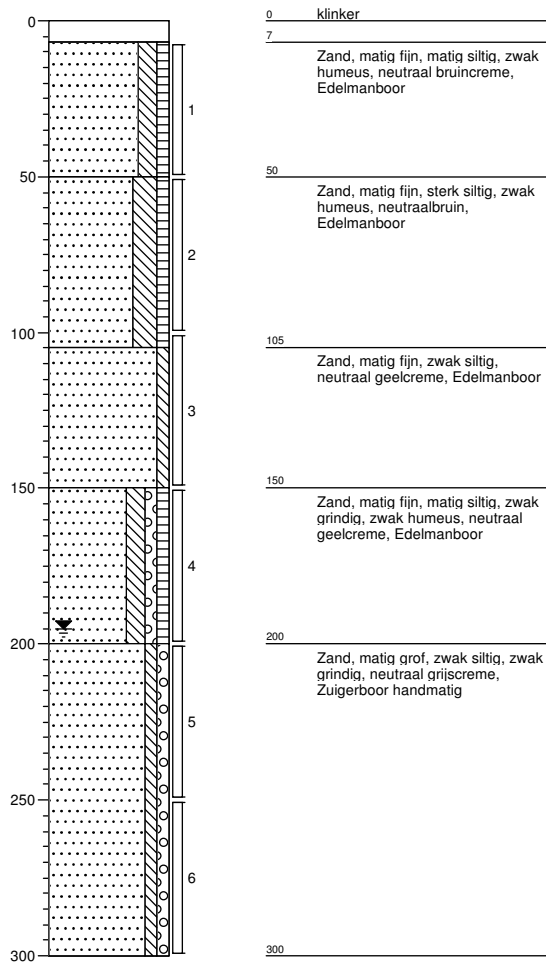 0
50
100
150
200
250
300
1
2
3
4
5
6
0 klinker
7
Zand, matig fijn, matig siltig, zwak
humeus, neutraal bruincreme,
Edelmanboor
50
Zand, matig fijn, sterk siltig, zwak
humeus, neutraalbruin,
Edelmanboor
105
Zand, matig fijn, zwak siltig,
neutraal geelcreme, Edelmanboor
150
Zand, matig fijn, matig siltig, zwak
grindig, zwak humeus, neutraal
geelcreme, Edelmanboor
200
Zand, matig grof, zwak siltig, zwak
grindig, neutraal grijscreme,
Zuigerboor handmatig
300